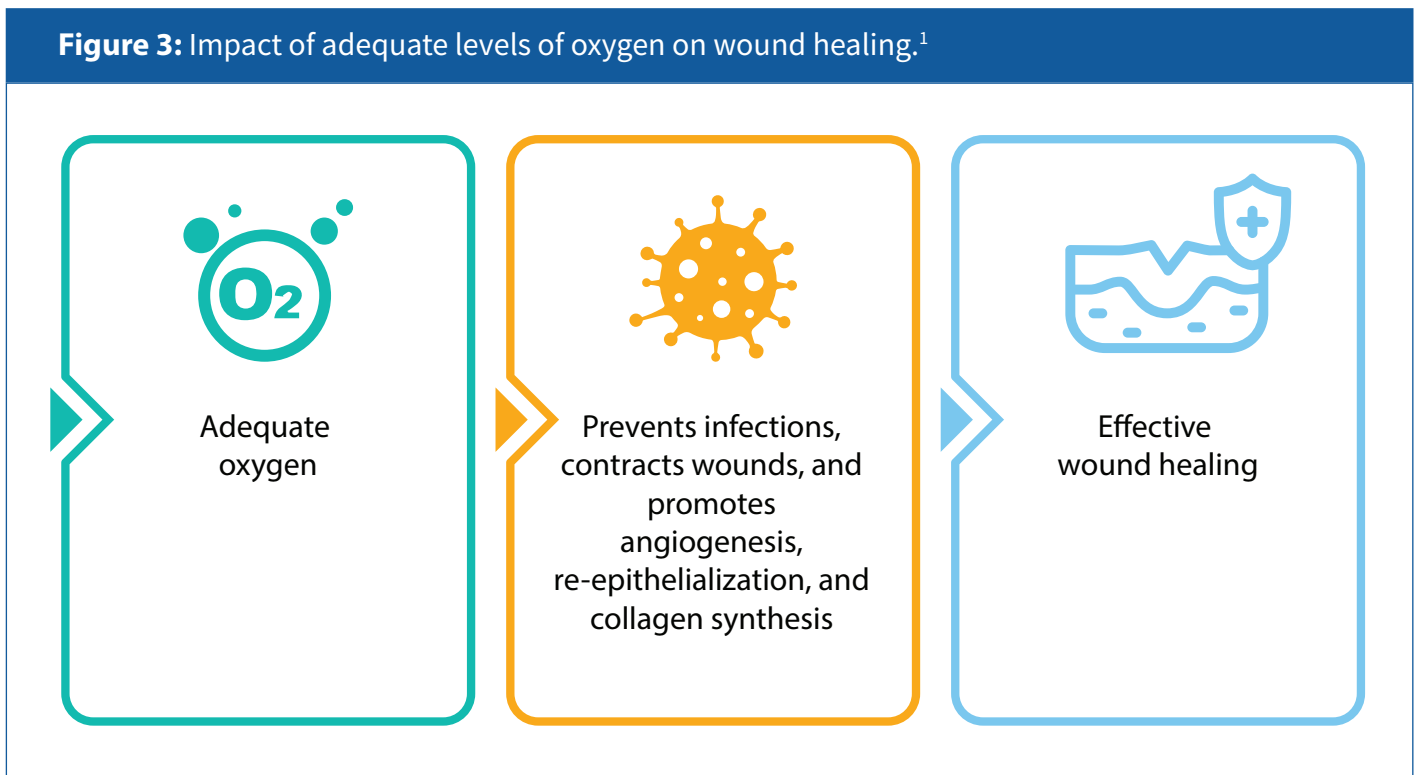 Figure 3: Impact of adequate levels of oxygen on wound healing.¹
O2
Adequate
oxygen
Prevents infections,
contracts wounds, and
promotes
angiogenesis,
re-epithelialization, and
collagen synthesis
Effective
wound healing